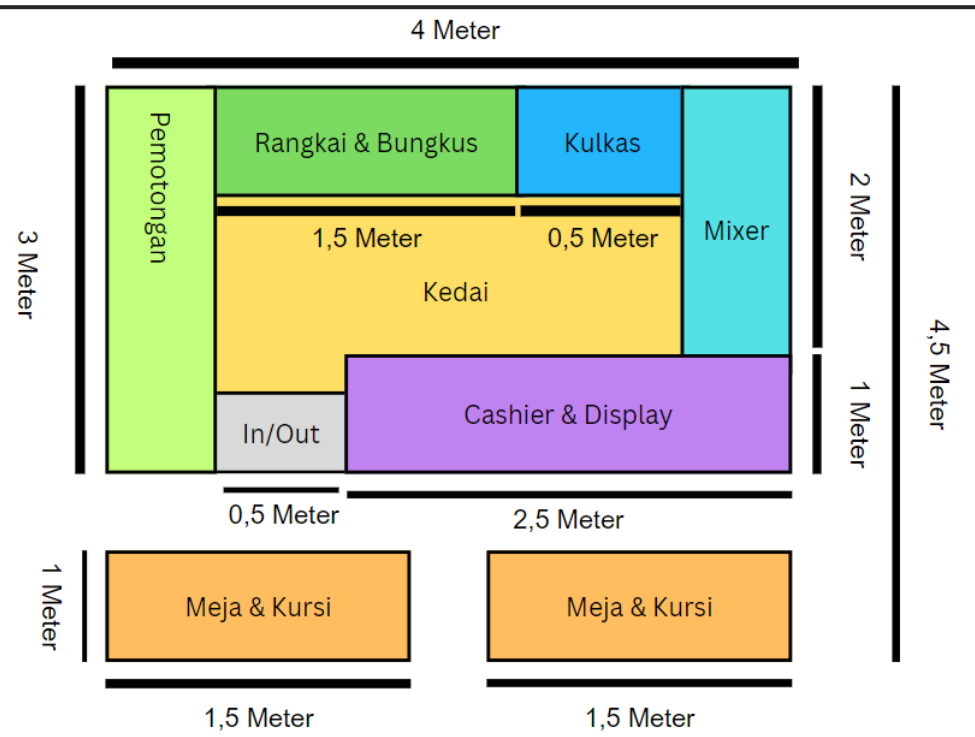 4 Meter
Pemotongan
Rangkai & Bungkus
Kulkas
Mixer
2 Meter
3 Meter
1,5 Meter
0,5 Meter
Kedai
4,5 Meter
1 Meter
In/Out
Cashier & Display
0,5 Meter
2,5 Meter
1 Meter
Meja & Kursi
Meja & Kursi
1,5 Meter
1,5 Meter